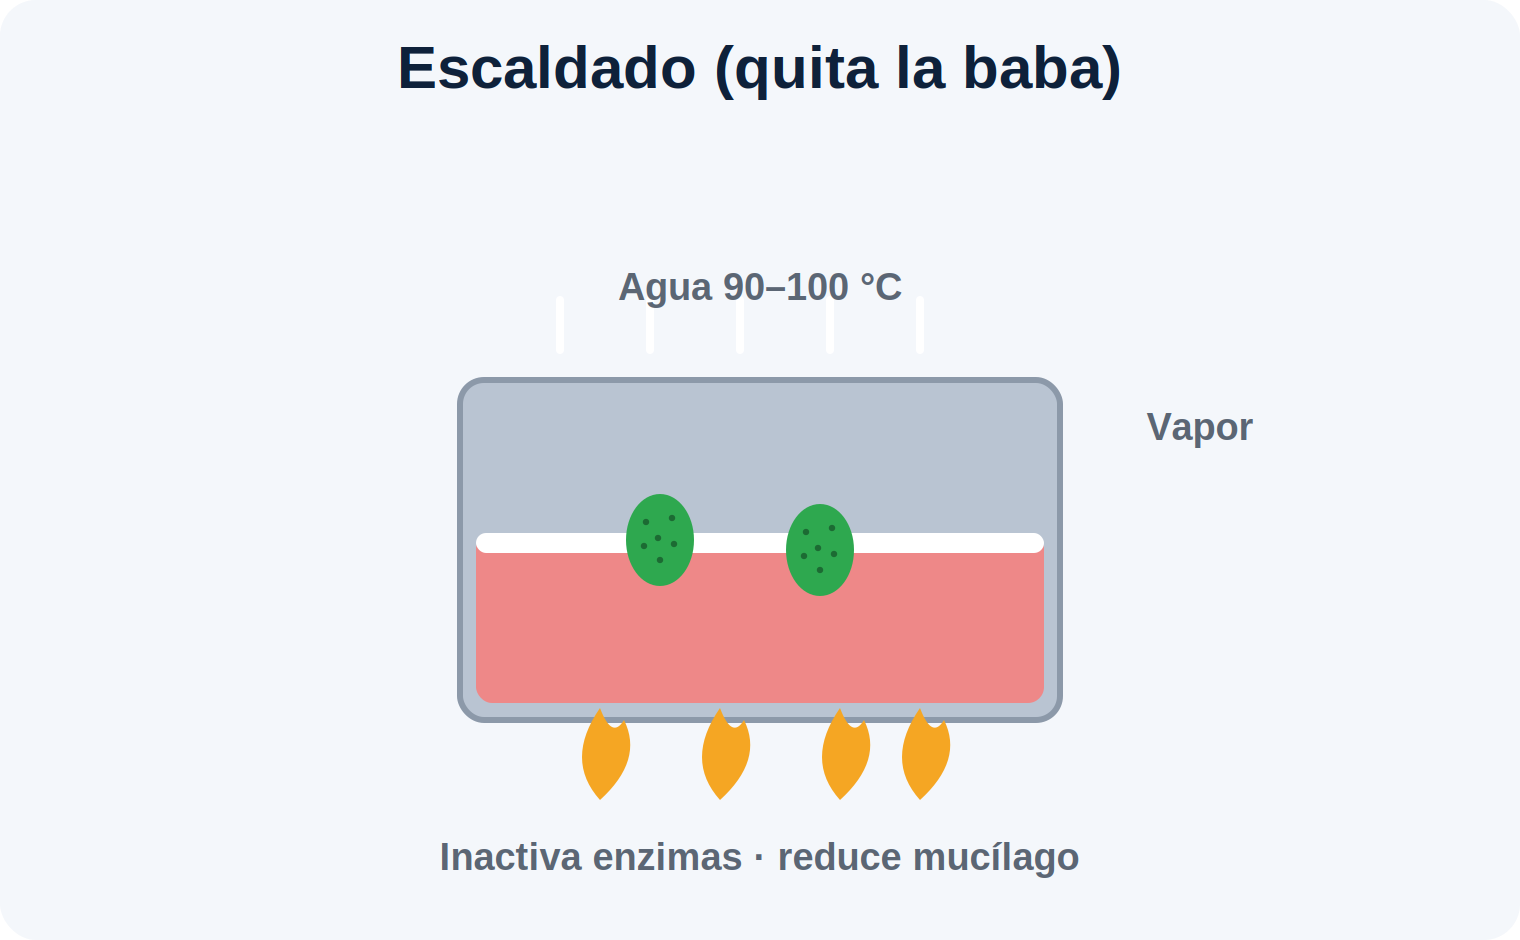 Escaldado (quita la baba)
Agua 90–100 °C
Vapor
Inactiva enzimas · reduce mucílago